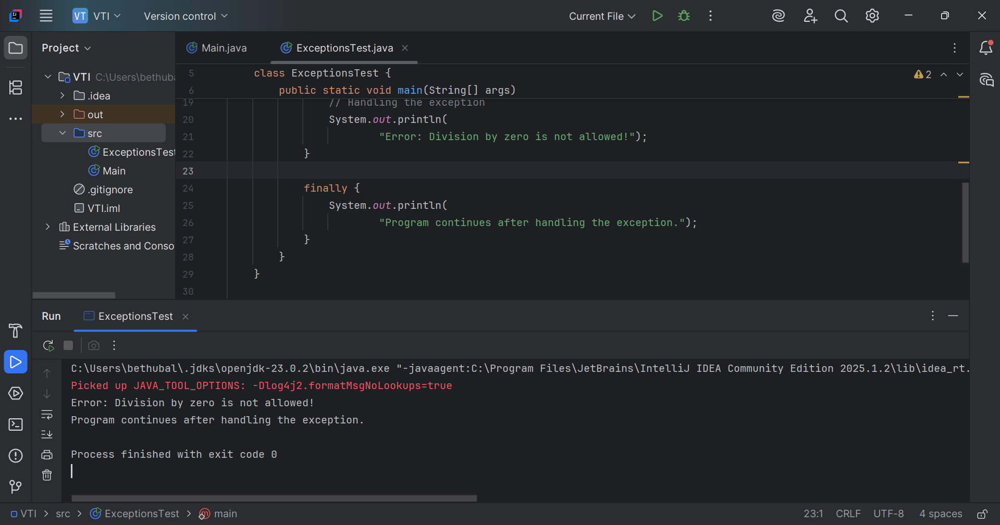 VT VTI Version control Current File
Project
Main.java ExceptionsTest.java
VTI C:\Users\bethuba
.idea
out
src
ExceptionsTest
Main
.gitignore
VTI.iml
External Libraries
Scratches and Conso
5 class ExceptionsTest {
6 public static void main(String[] args)
19 // Handling the exception
20 System.out.println(
21 "Error: Division by zero is not allowed!");
22 }
23
24 finally {
25 System.out.println(
26 "Program continues after handling the exception.");
27 }
28 }
29 }
30
2
Run ExceptionsTest
C:\Users\bethubal\.jdks\openjdk-23.0.2\bin\java.exe "-javaagent:C:\Program Files\JetBrains\IntelliJ IDEA Community Edition 2025.1.2\lib\idea_rt.
Picked up JAVA_TOOL_OPTIONS: -Dlog4j2.formatMsgNoLookups=true
Error: Division by zero is not allowed!
Program continues after handling the exception.
Process finished with exit code 0
VTI > src > ExceptionsTest > main 23:1 CRLF UTF-8 4 spaces